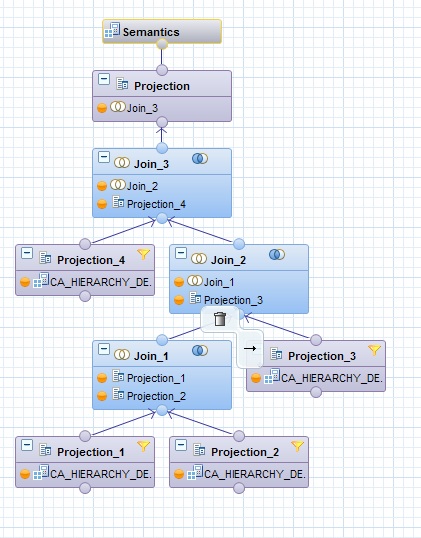 Semantics
Projection
Join_3
Join_3
Join_2
Projection_4
Projection_4
CA_HIERARCHY_DE.
Join_2
Join_1
Projection_3
Join_1
Projection_1
Projection_2
Projection_3
CA_HIERARCHY_DE.
Projection_1
CA_HIERARCHY_DE.
Projection_2
CA_HIERARCHY_DE.